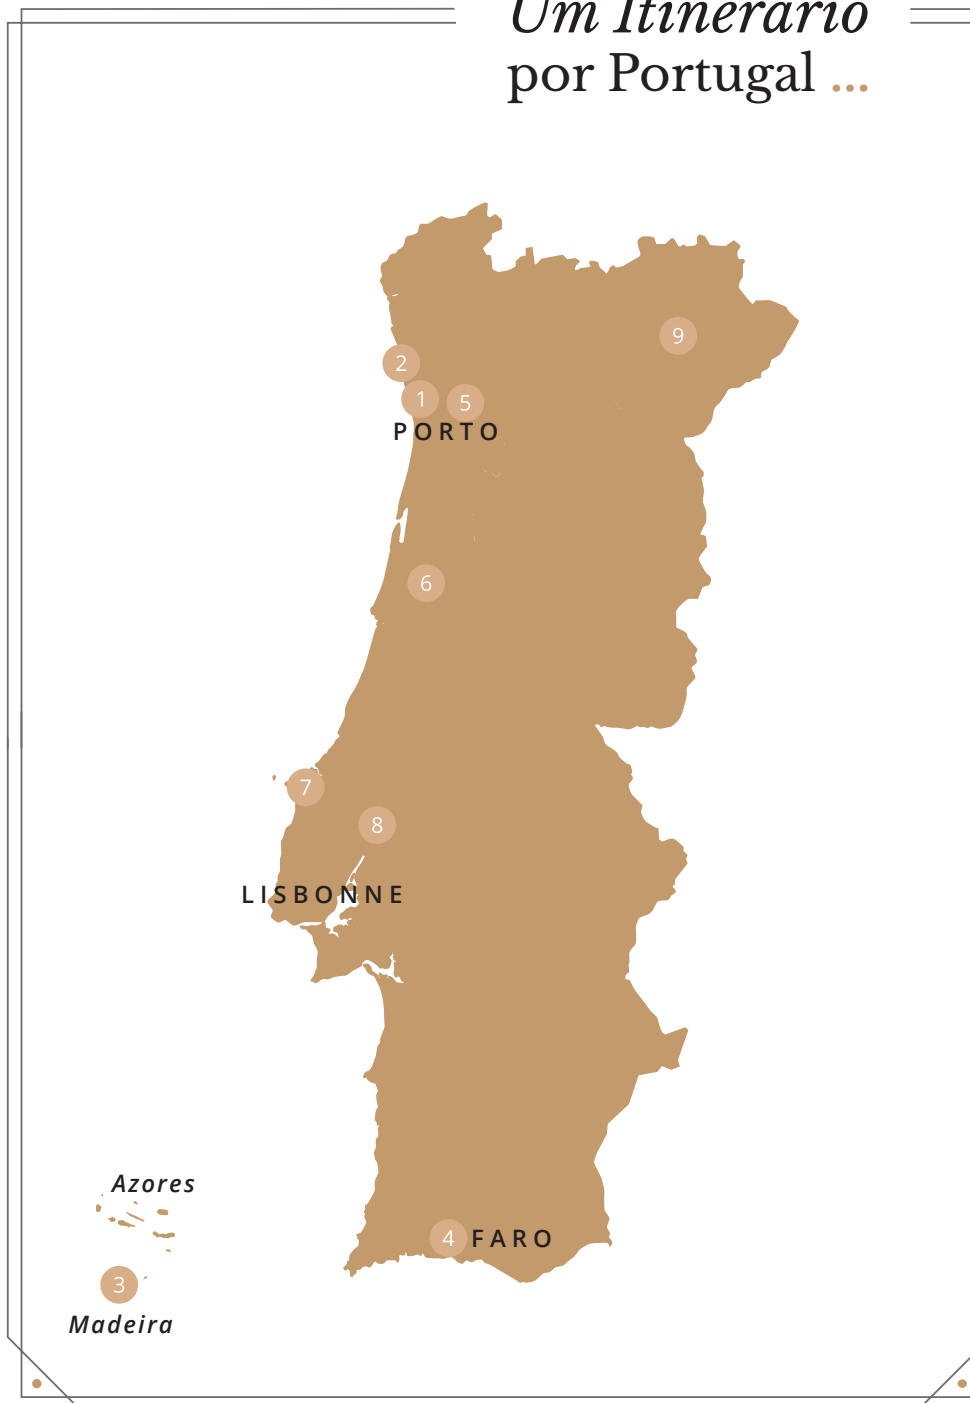 Um Itinerário
por Portugal ...
9
2
1
5
PORTO
6
7
8
LISBONNE
Azores
4 FARO
3
Madeira